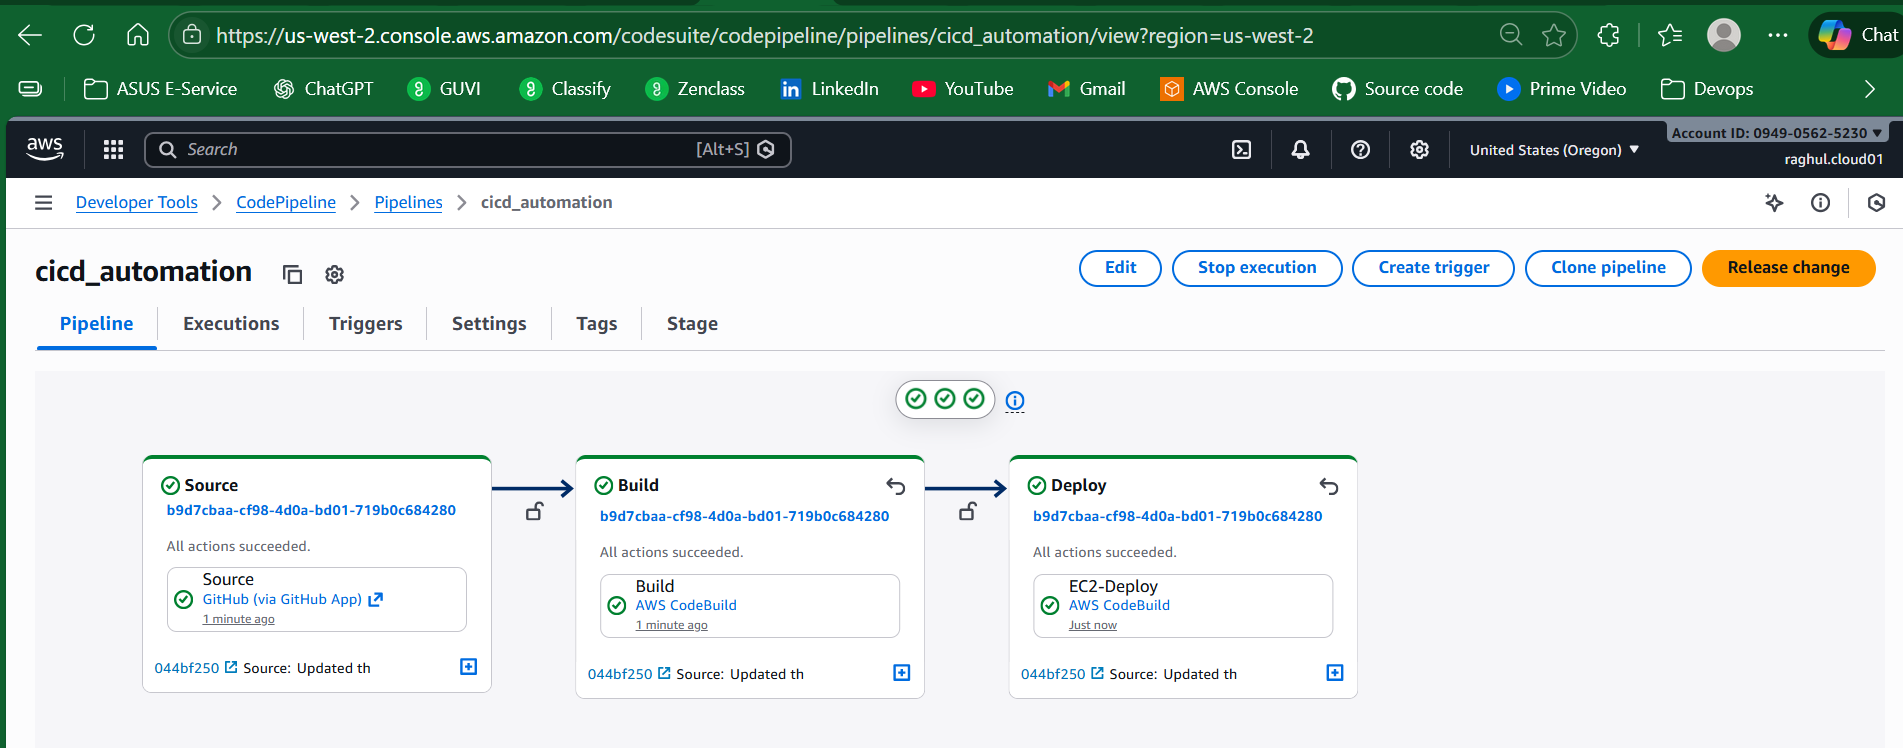 https://us-west-2.console.aws.amazon.com/codesuite/codepipeline/pipelines/cicd_automation/view?region=us-west-2
Chat
ASUS E-Service ChatGPT GUVI Classify Zenclass LinkedIn YouTube Gmail AWS Console Source code Prime Video Devops
aws Search [Alt+S] United States (Oregon) Account ID: 0949-0562-5230
raghul.cloud01
Developer Tools CodePipeline Pipelines cicd_automation
cicd_automation Edit Stop execution Create trigger Clone pipeline Release change
Pipeline Executions Triggers Settings Tags Stage
Source
b9d7cbaa-cf98-4d0a-bd01-719b0c684280
All actions succeeded.
Source
GitHub (via GitHub App)
1 minute ago
044bf250 Source: Updated th
Build
b9d7cbaa-cf98-4d0a-bd01-719b0c684280
All actions succeeded.
Build
AWS CodeBuild
1 minute ago
044bf250 Source: Updated th
Deploy
b9d7cbaa-cf98-4d0a-bd01-719b0c684280
All actions succeeded.
EC2-Deploy
AWS CodeBuild
Just now
044bf250 Source: Updated th